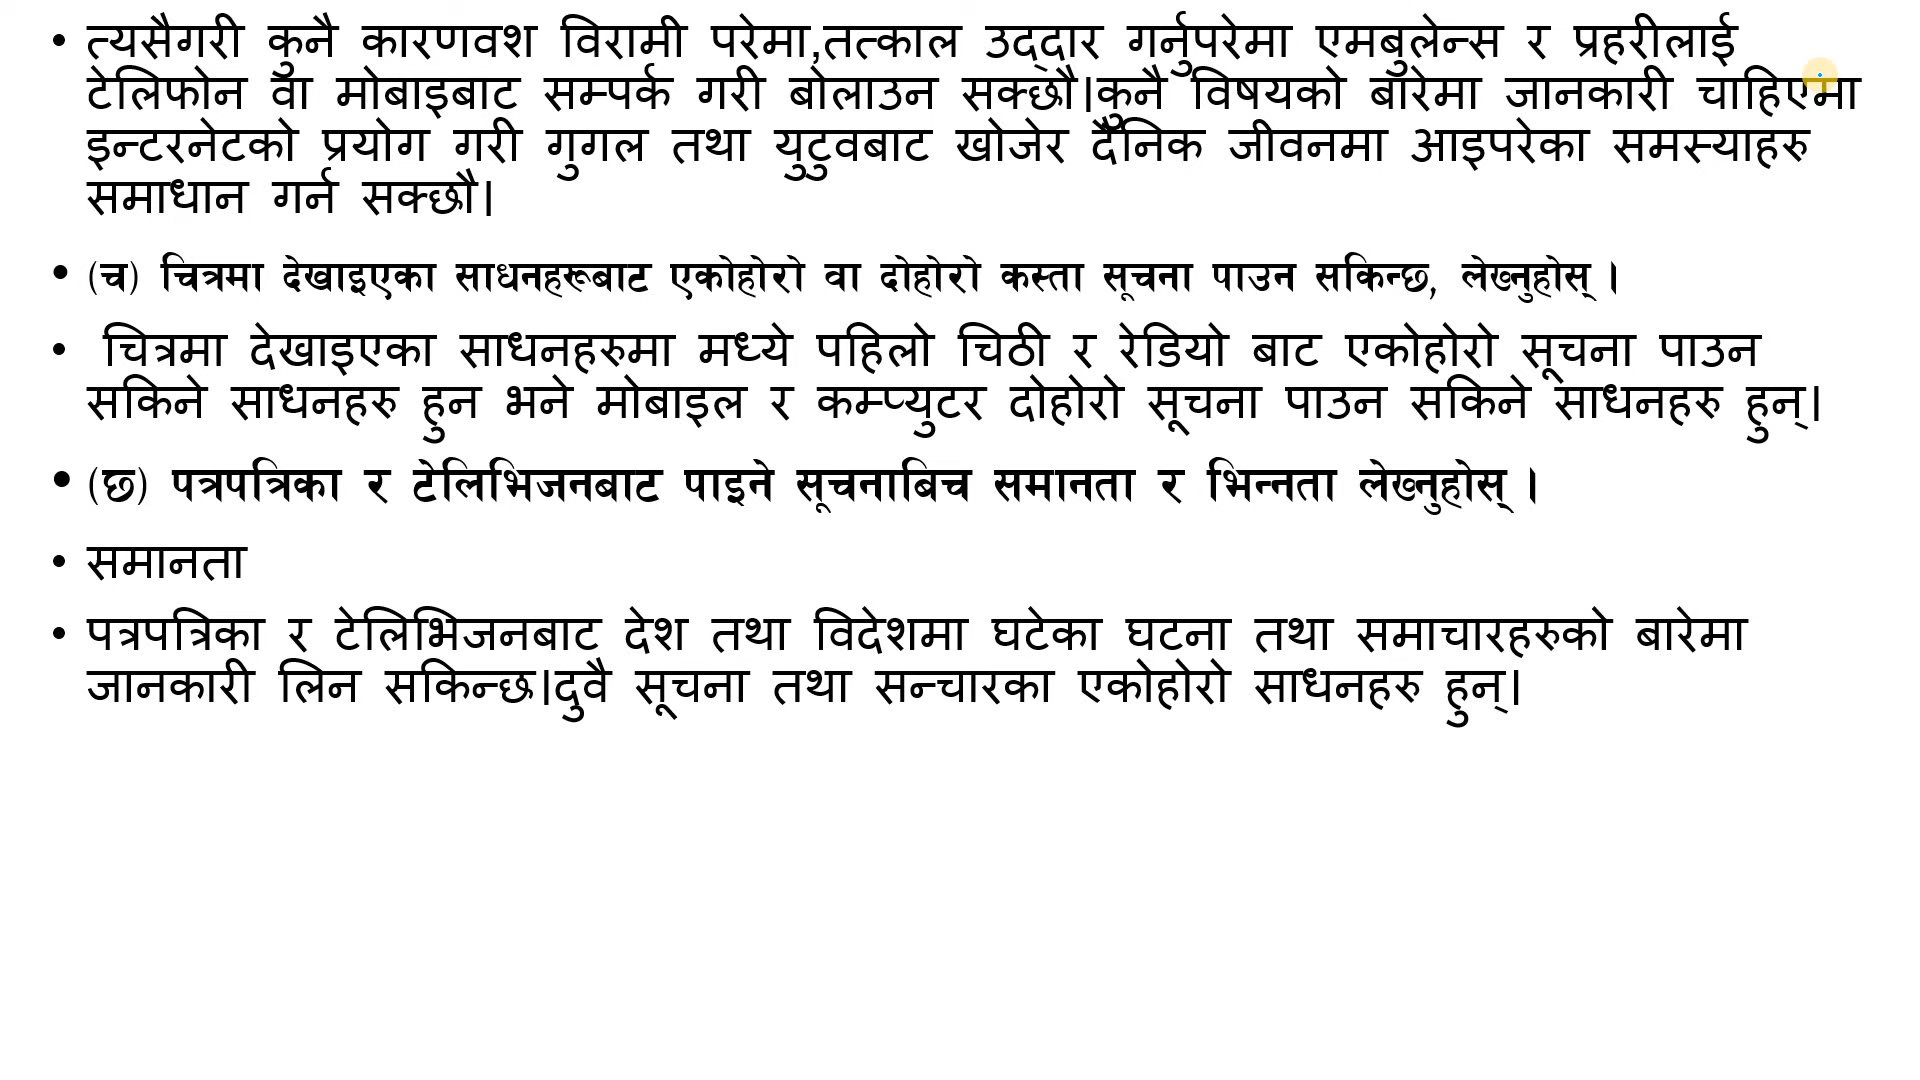 • त्यसैगरी कुनै कारणवश विरामी परेमा,तत्काल उद्दार गर्नुपरेमा एमबुलेन्स र प्रहरीलाई
टेलिफोन वा मोबाइबाट सम्पर्क गरी बोलाउन सक्छौ|कुनै विषयको बारेमा जानकारी चाहिएमा
इन्टरनेटको प्रयोग गरी गुगल तथा युटुवबाट खोजेर दैनिक जीवनमा आइपरेका समस्याहरु
समाधान गर्न सक्छौ|
• (च) चित्रमा देखाइएका साधनहरूबाट एकोहोरो वा दोहोरो कस्ता सूचना पाउन सकिन्छ, लेख्नुहोस् ।
• चित्रमा देखाइएका साधनहरुमा मध्ये पहिलो चिठी र रेडियो बाट एकोहोरो सूचना पाउन
सकिने साधनहरु हुन भने मोबाइल र कम्प्युटर दोहोरो सूचना पाउन सकिने साधनहरु हुन्|
• (छ) पत्रपत्रिका र टेलिभिजनबाट पाइने सूचनाबिच समानता र भिन्नता लेख्नुहोस् ।
• समानता
• पत्रपत्रिका र टेलिभिजनबाट देश तथा विदेशमा घटेका घटना तथा समाचारहरुको बारेमा
जानकारी लिन सकिन्छ|दुवै सूचना तथा सन्चारका एकोहोरो साधनहरु हुन्|